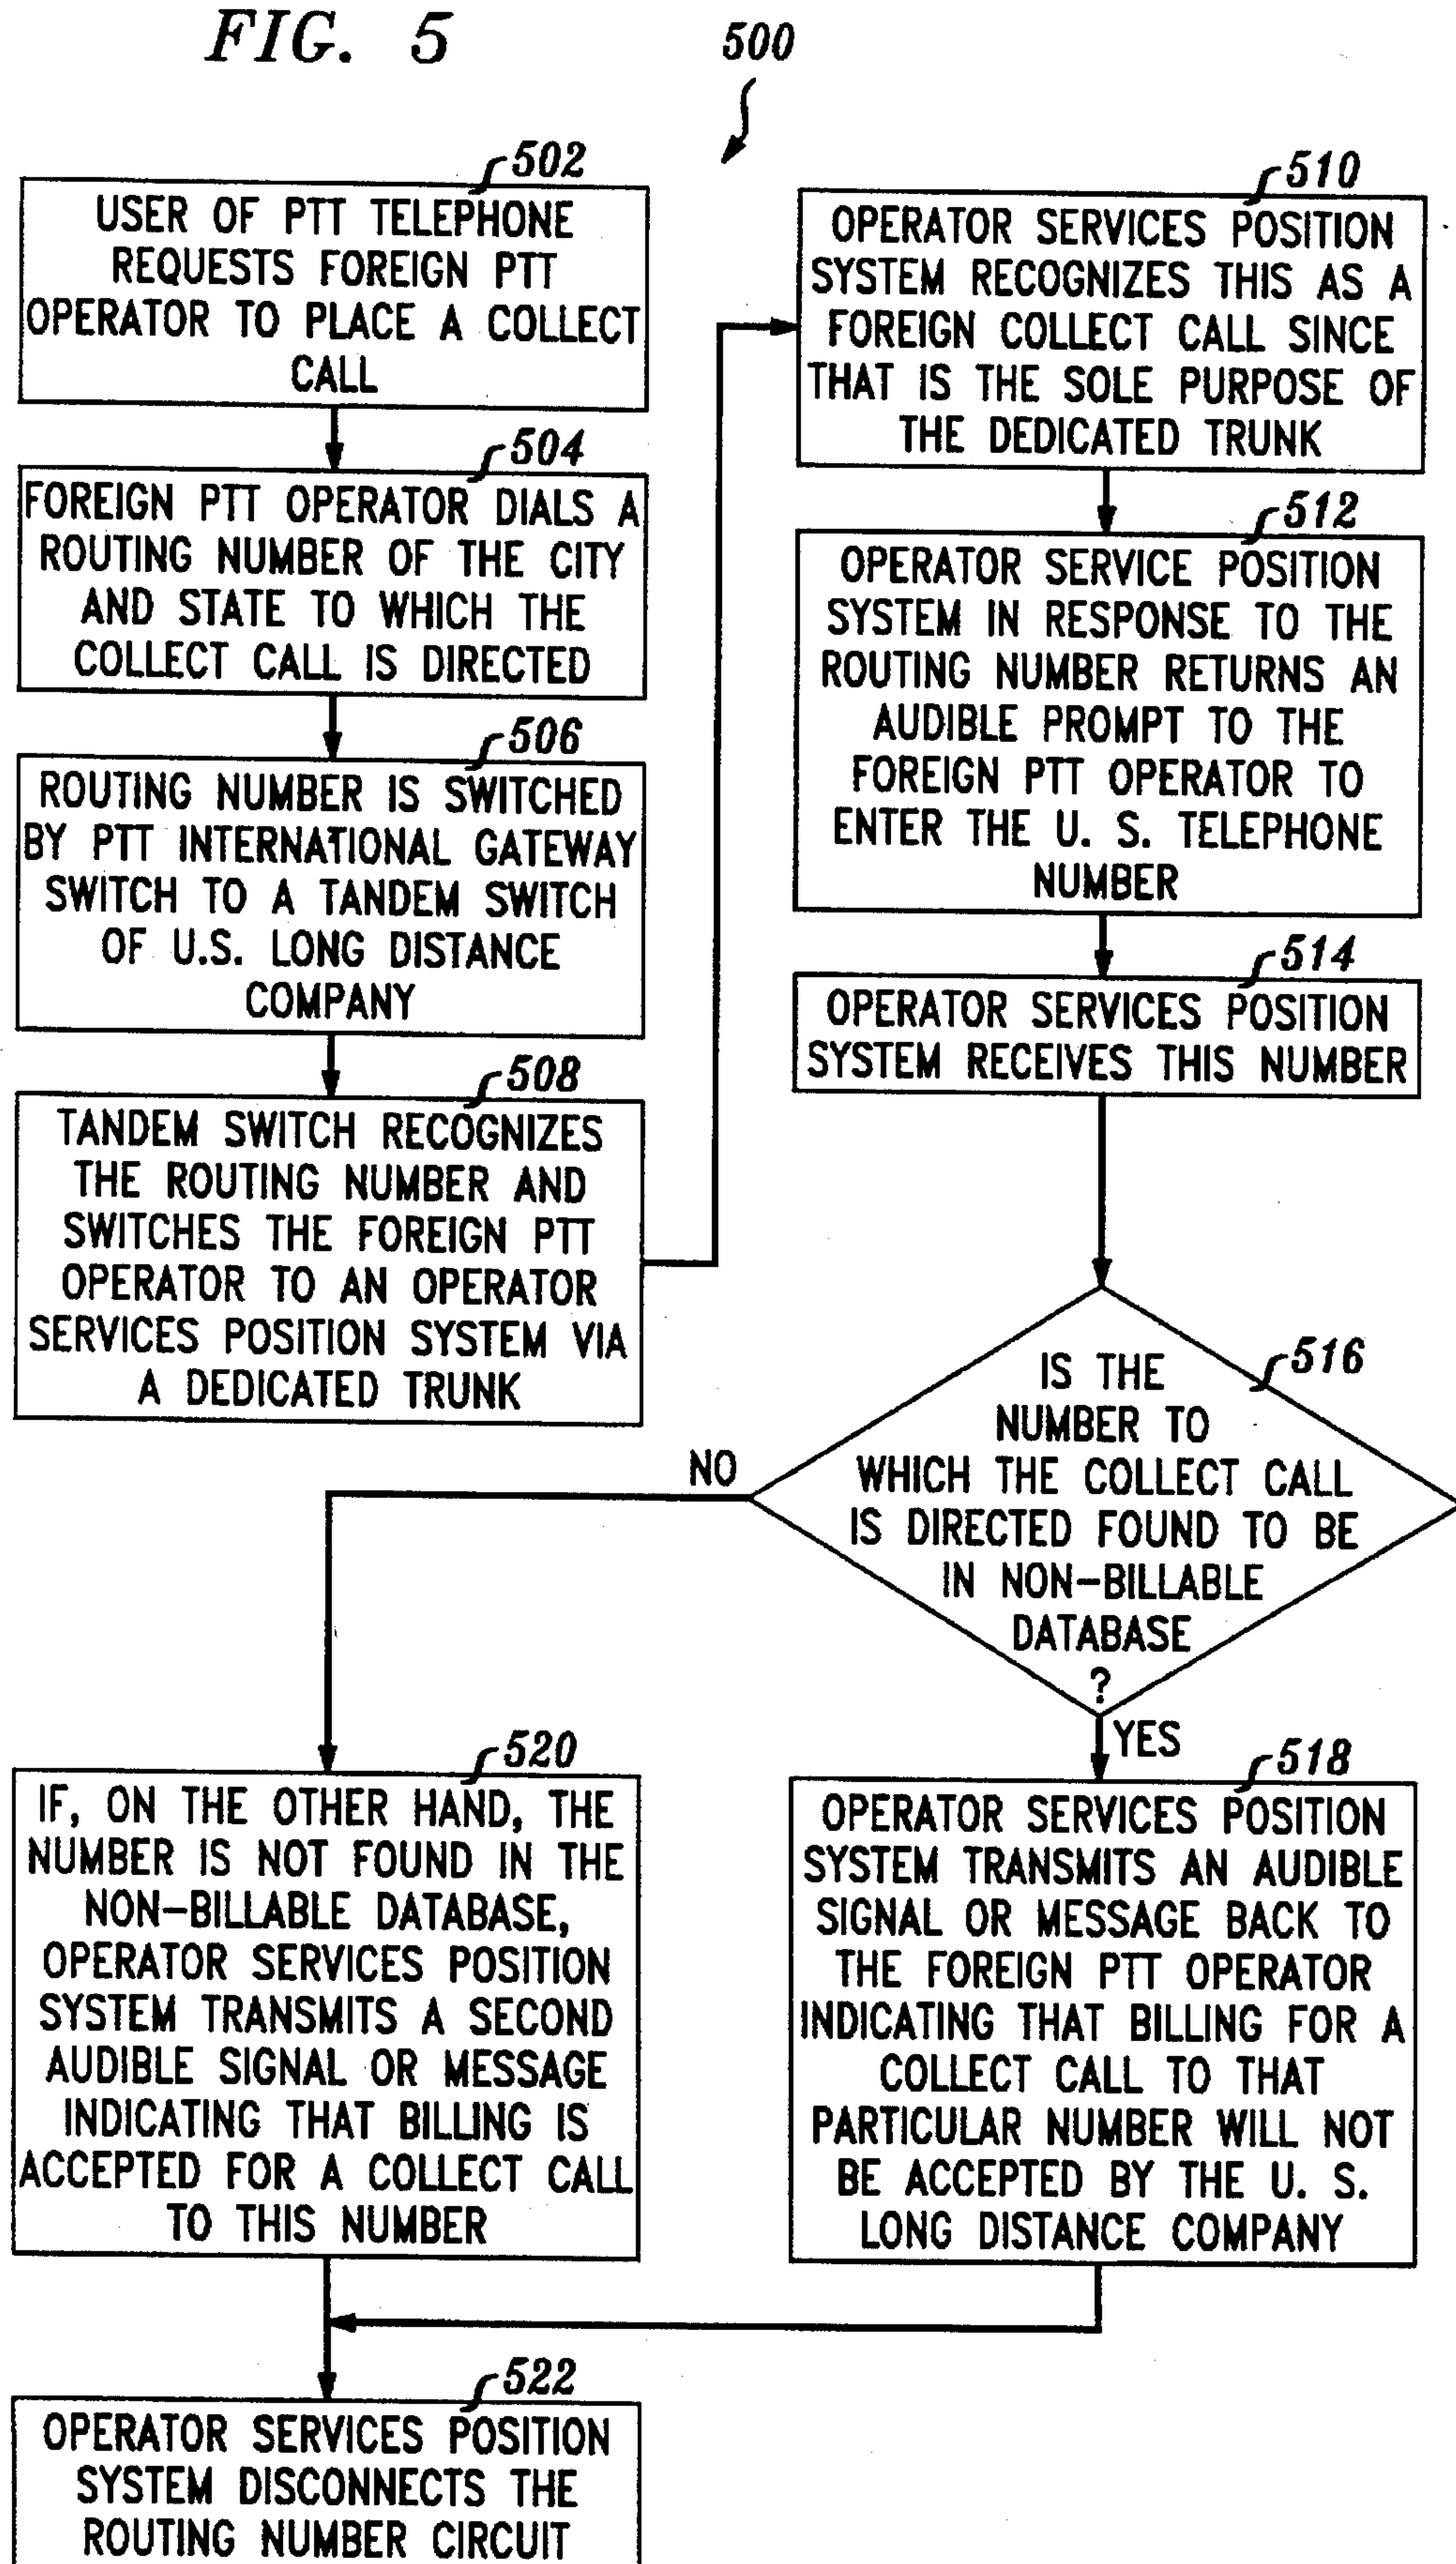 FIG. 5
500
502
USER OF PTT TELEPHONE
REQUESTS FOREIGN PTT
OPERATOR TO PLACE A COLLECT
CALL
504
FOREIGN PTT OPERATOR DIALS A
ROUTING NUMBER OF THE CITY
AND STATE TO WHICH THE
COLLECT CALL IS DIRECTED
506
ROUTING NUMBER IS SWITCHED
BY PTT INTERNATIONAL GATEWAY
SWITCH TO A TANDEM SWITCH
OF U.S. LONG DISTANCE
COMPANY
508
TANDEM SWITCH RECOGNIZES
THE ROUTING NUMBER AND
SWITCHES THE FOREIGN PTT
OPERATOR TO AN OPERATOR
SERVICES POSITION SYSTEM VIA
A DEDICATED TRUNK
510
OPERATOR SERVICES POSITION
SYSTEM RECOGNIZES THIS AS A
FOREIGN COLLECT CALL SINCE
THAT IS THE SOLE PURPOSE OF
THE DEDICATED TRUNK
512
OPERATOR SERVICE POSITION
SYSTEM IN RESPONSE TO THE
ROUTING NUMBER RETURNS AN
AUDIBLE PROMPT TO THE
FOREIGN PTT OPERATOR TO
ENTER THE U. S. TELEPHONE
NUMBER
514
OPERATOR SERVICES POSITION
SYSTEM RECEIVES THIS NUMBER
516
IS THE
NUMBER TO
WHICH THE COLLECT CALL
IS DIRECTED FOUND TO BE
IN NON-BILLABLE
DATABASE
?
NO
YES
518
OPERATOR SERVICES POSITION
SYSTEM TRANSMITS AN AUDIBLE
SIGNAL OR MESSAGE BACK TO
THE FOREIGN PTT OPERATOR
INDICATING THAT BILLING FOR A
COLLECT CALL TO THAT
PARTICULAR NUMBER WILL NOT
BE ACCEPTED BY THE U. S.
LONG DISTANCE COMPANY
520
IF, ON THE OTHER HAND, THE
NUMBER IS NOT FOUND IN THE
NON-BILLABLE DATABASE,
OPERATOR SERVICES POSITION
SYSTEM TRANSMITS A SECOND
AUDIBLE SIGNAL OR MESSAGE
INDICATING THAT BILLING IS
ACCEPTED FOR A COLLECT CALL
TO THIS NUMBER
522
OPERATOR SERVICES POSITION
SYSTEM DISCONNECTS THE
ROUTING NUMBER CIRCUIT